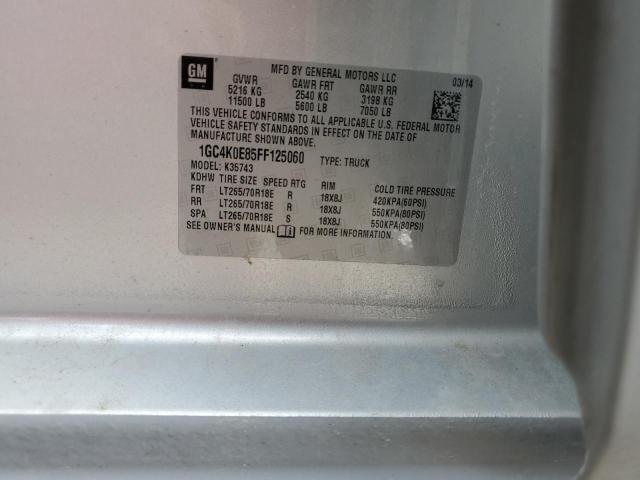 GM
MFD BY GENERAL MOTORS LLC
03/14
GVWR GAWR FRT GAWR RR
5216 KG 2540 KG 3198 KG
11500 LB 5600 LB 7050 LB
THIS VEHICLE CONFORMS TO ALL APPLICABLE U.S. FEDERAL MOTOR
VEHICLE SAFETY STANDARDS IN EFFECT ON THE DATE OF
MANUFACTURE SHOWN ABOVE.
1GC4K0E85FF125060 TYPE: TRUCK
MODEL: K35743
KDHW TIRE SIZE SPEED RTG RIM COLD TIRE PRESSURE
FRT LT265/70R18E R 18X8J 420KPA(60PSI)
RR LT265/70R18E R 18X8J 550KPA(80PSI)
SPA LT265/70R18E S 18X8J 550KPA(80PSI)
SEE OWNER'S MANUAL FOR MORE INFORMATION.